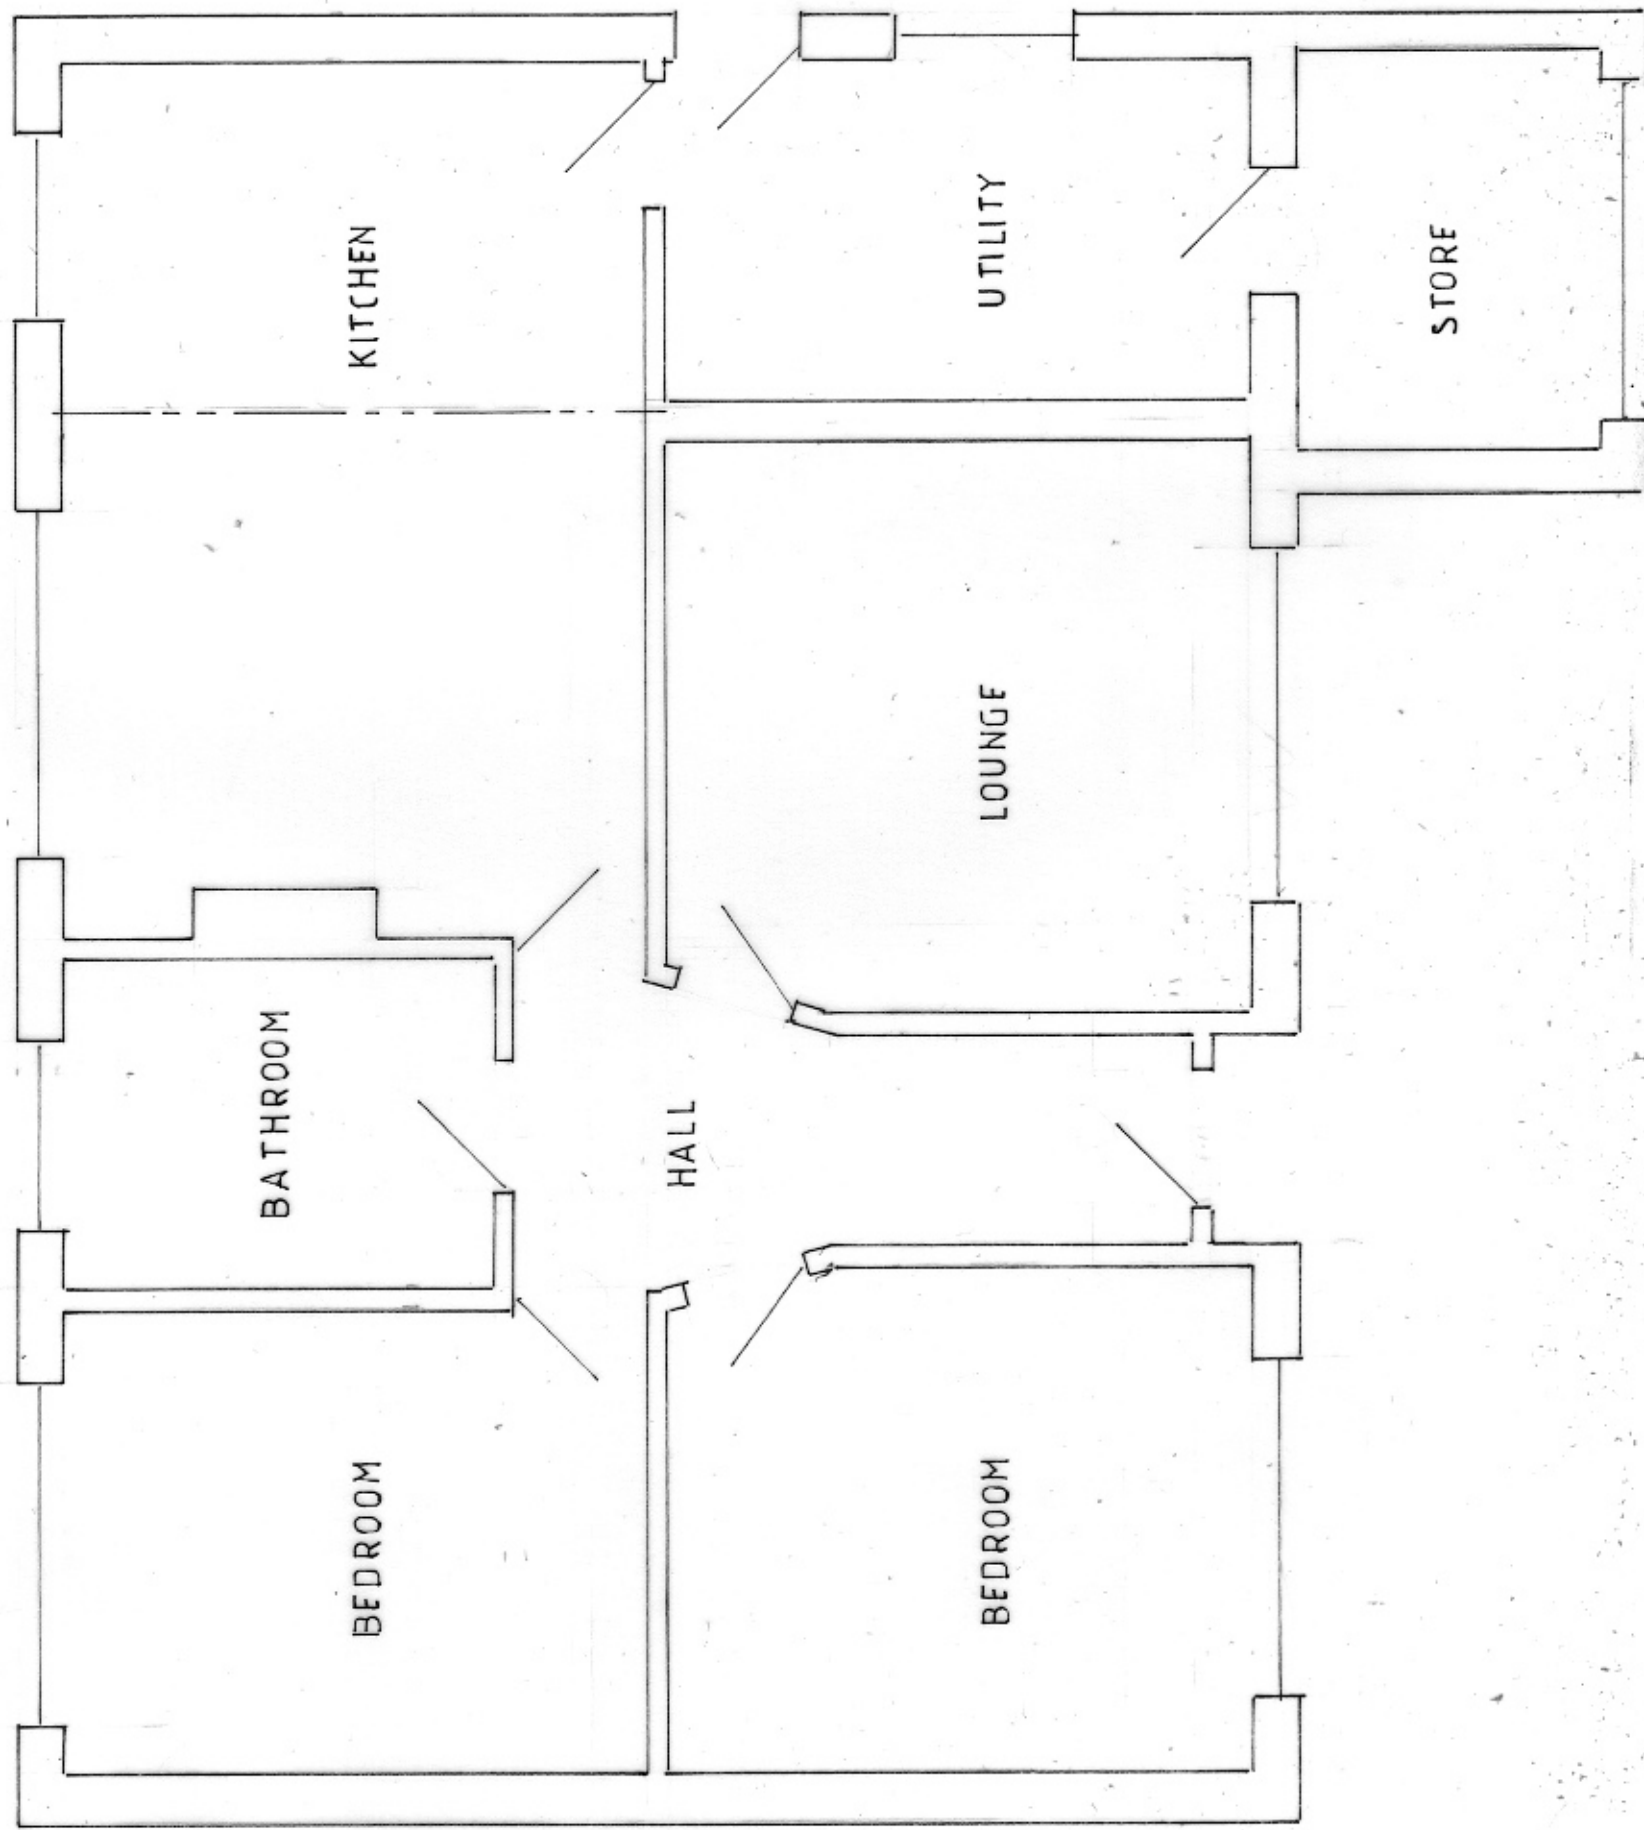 KITCHEN
UTILITY
STORE
LOUNGE
BATHROOM
HALL
BEDROOM
BEDROOM